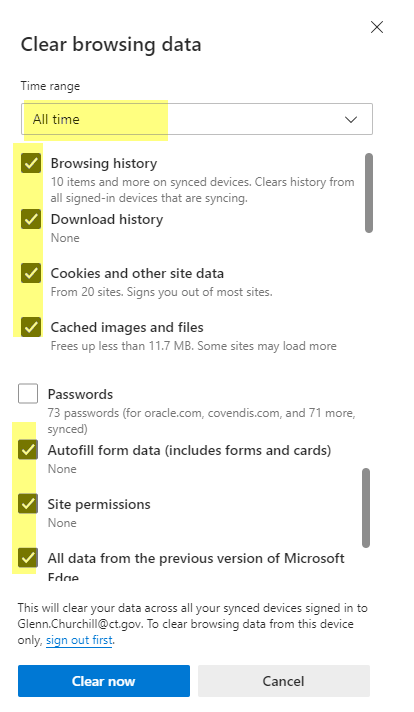 Clear browsing data
Time range
All time
Browsing history
10 items and more on synced devices. Clears history from
all signed-in devices that are syncing.
Download history
None
Cookies and other site data
From 20 sites. Signs you out of most sites.
Cached images and files
Frees up less than 11.7 MB. Some sites may load more
Passwords
73 passwords (for oracle.com, covendis.com, and 71 more,
synced)
Autofill form data (includes forms and cards)
None
Site permissions
None
All data from the previous version of Microsoft
Edge
This will clear your data across all your synced devices signed in to
Glenn.Churchill@ct.gov. To clear browsing data from this device
only, sign out first.
Clear now
Cancel